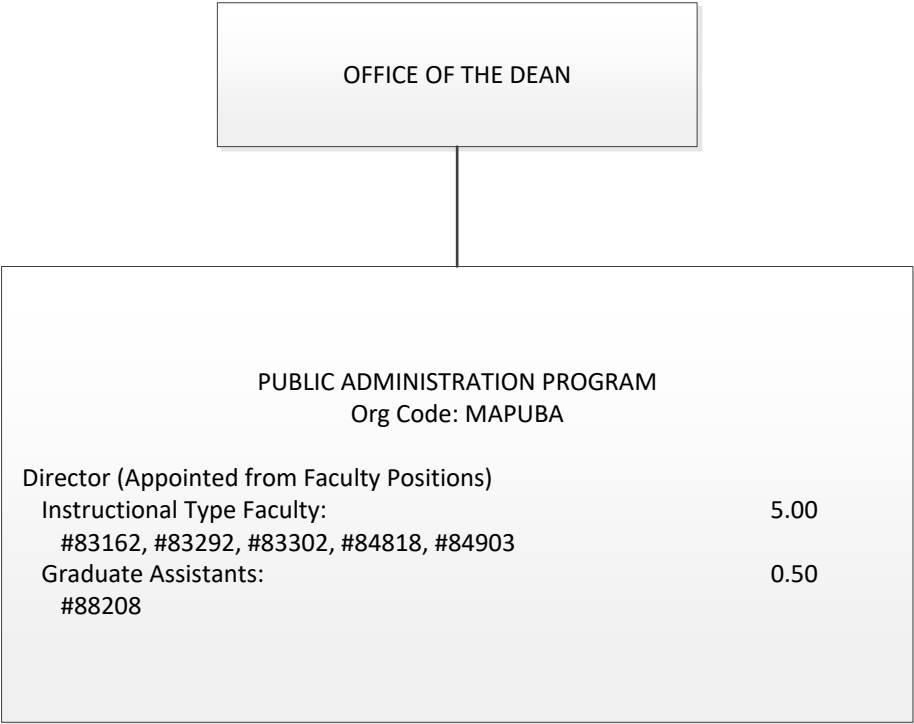 OFFICE OF THE DEAN
PUBLIC ADMINISTRATION PROGRAM
Org Code: MAPUBA
Director (Appointed from Faculty Positions)
Instructional Type Faculty: 5.00
#83162, #83292, #83302, #84818, #84903
Graduate Assistants: 0.50
#88208